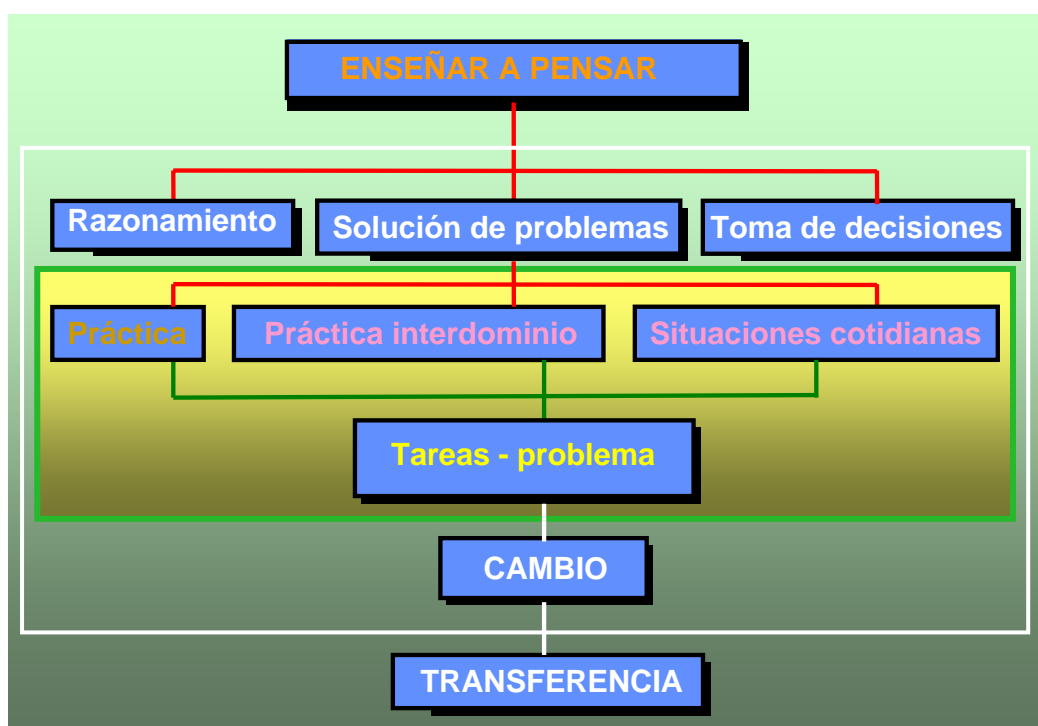 ENSEÑAR A PENSAR
Razonamiento
Solución de problemas
Toma de decisiones
Práctica
Práctica interdominio
Situaciones cotidianas
Tareas - problema
CAMBIO
TRANSFERENCIA